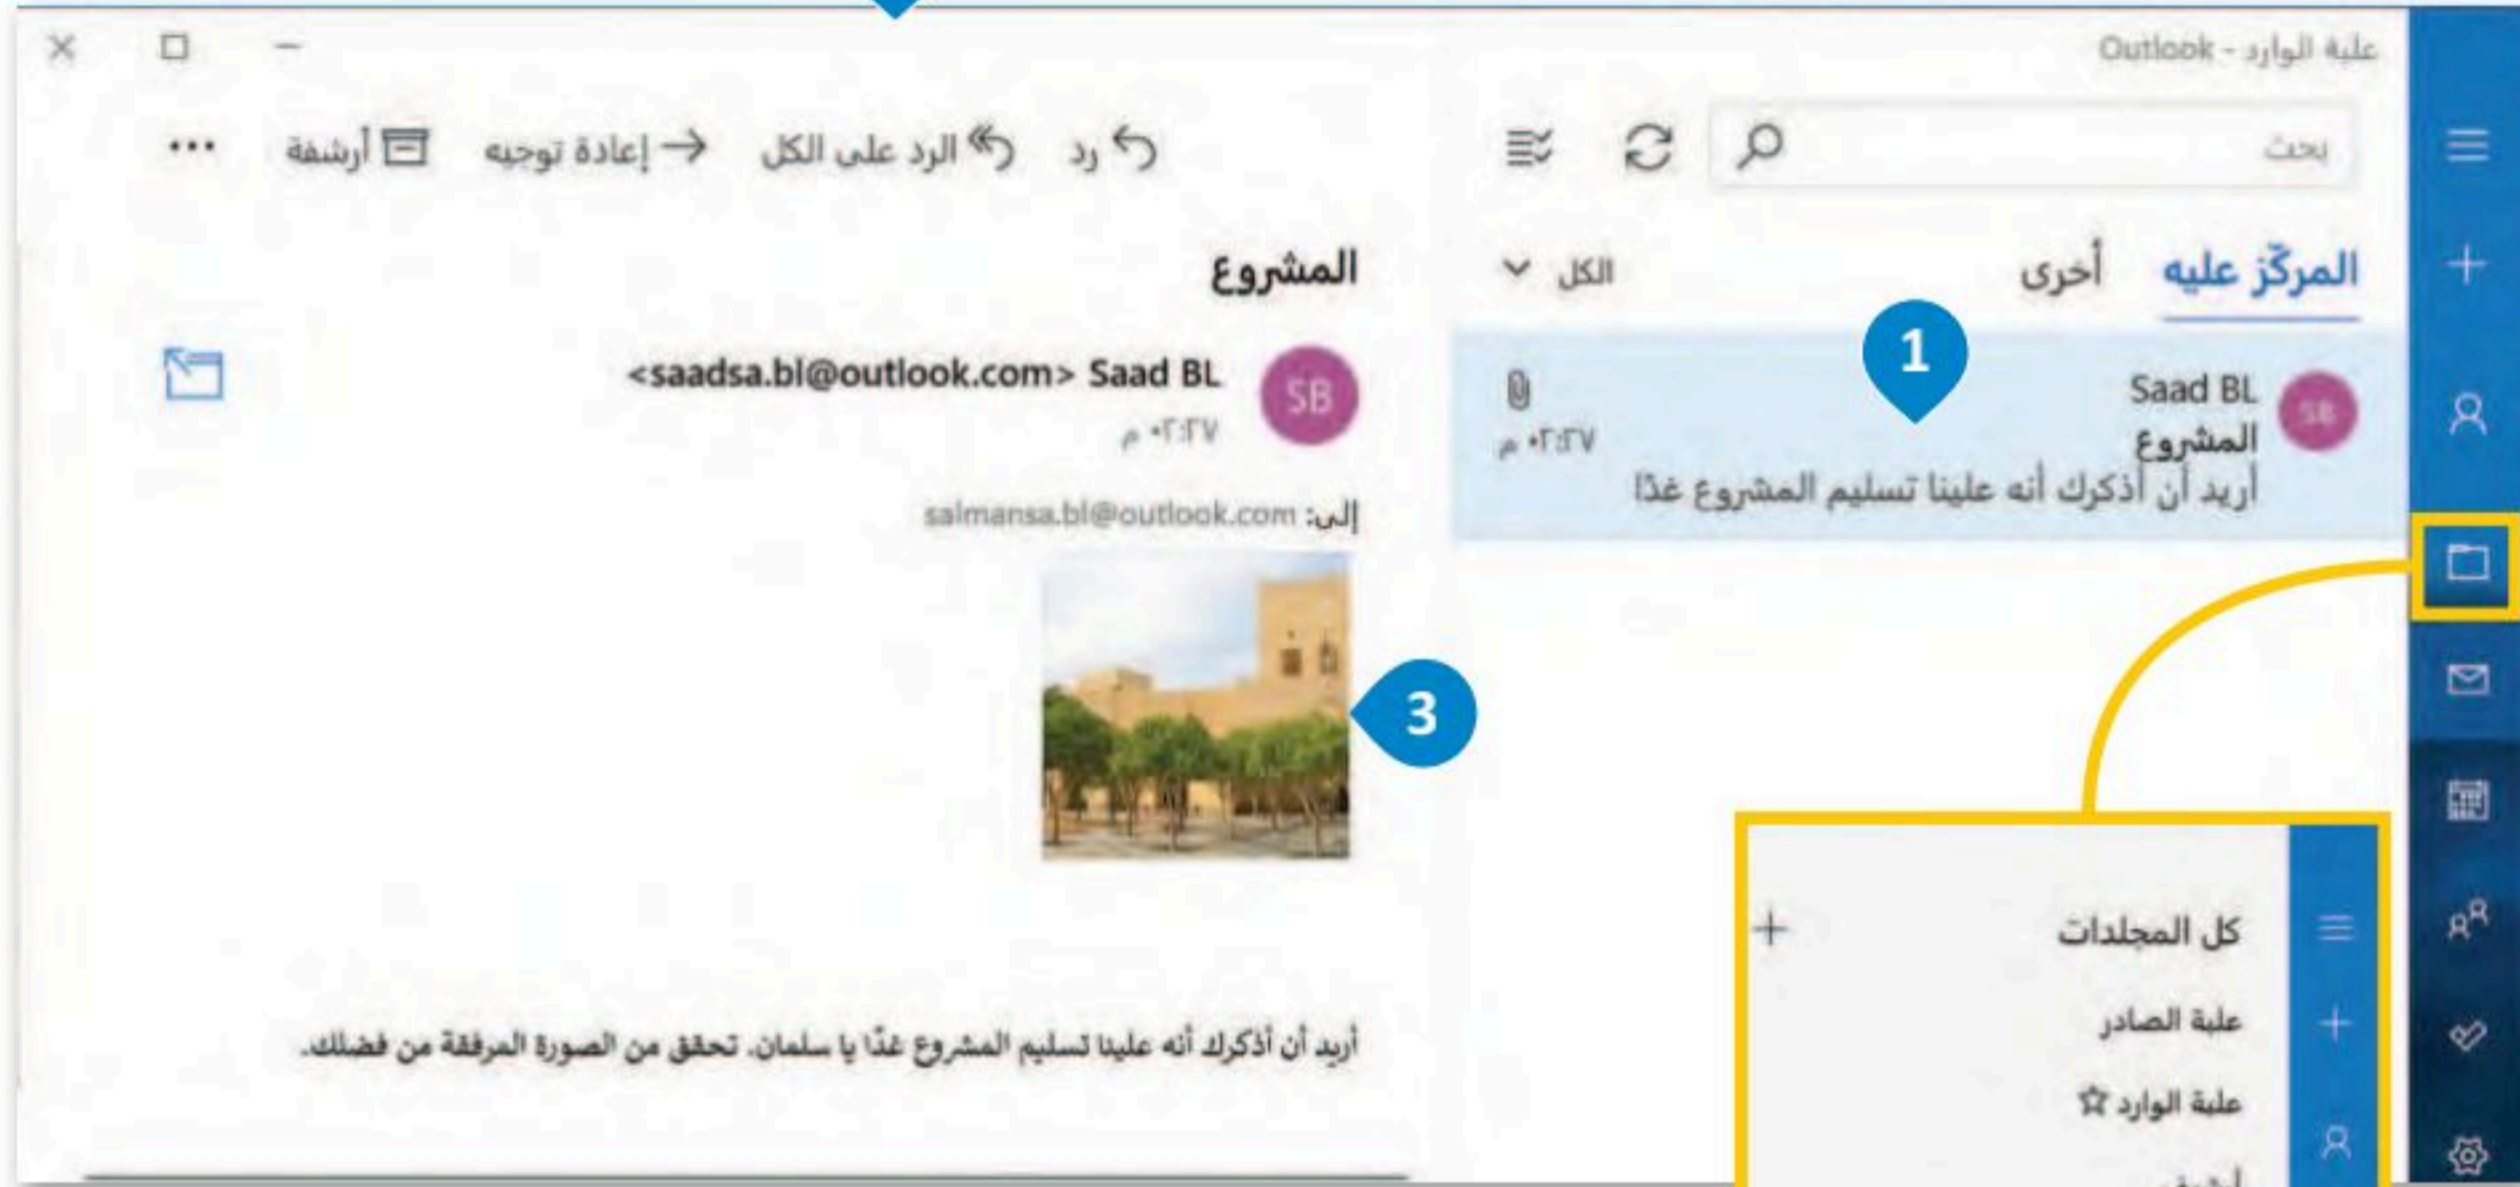 علبة الوارد - Outlook
بحث
المركّز عليه
أخرى
الكل
1
SB
Saad BL
المشروع
أريد أن أذكرك أنه علينا تسليم المشروع غدًا
٠٢:٢٧ م
رد
الرد على الكل
إعادة توجيه
أرشفة
المشروع
SB
Saad BL <saadsa.bl@outlook.com>
٠٢:٢٧ م
إلى: salmansa.bl@outlook.com
3
أريد أن أذكرك أنه علينا تسليم المشروع غدًا يا سلمان. تحقق من الصورة المرفقة من فضلك.
كل المجلدات
علبة الصادر
علبة الوارد